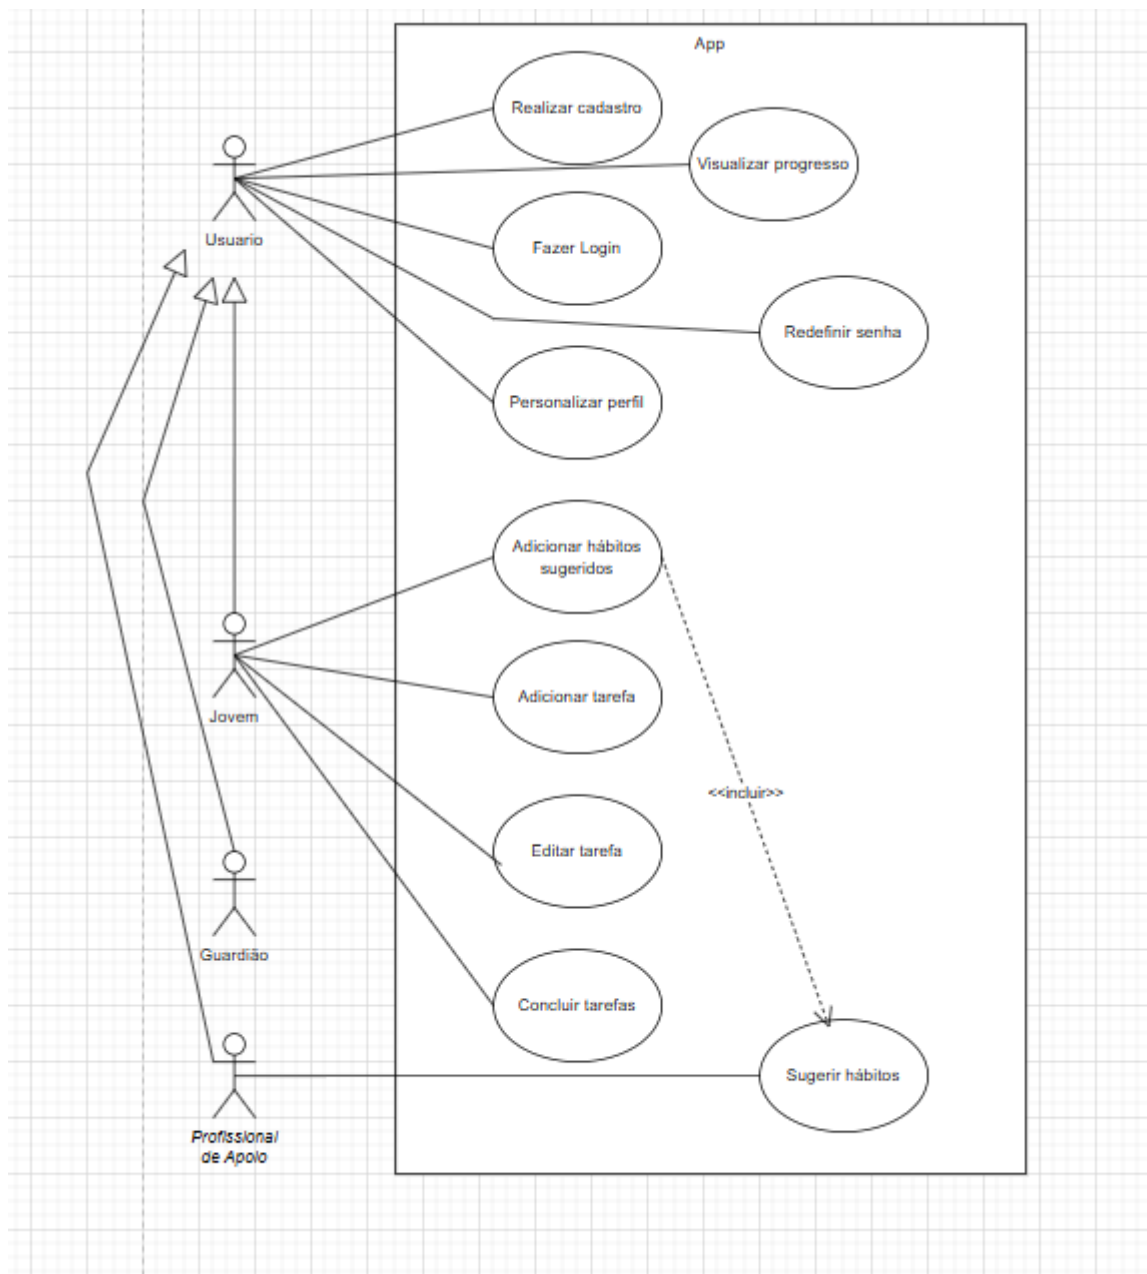 App
Realizar cadastro
Visualizar progresso
Usuario
Fazer Login
Redefinir senha
Personalizar perfil
Adicionar hábitos
sugeridos
Adicionar tarefa
Jovem
<<incluir>>
Editar tarefa
Guardião
Concluir tarefas
Sugerir hábitos
Profissional
de Apoio